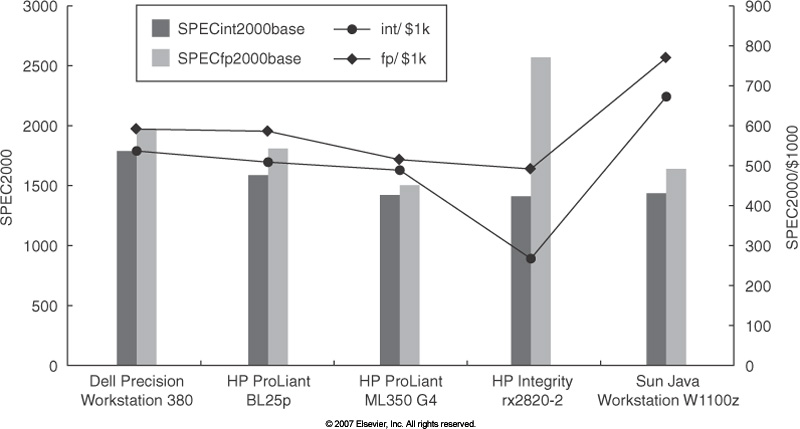 3000
2500
2000
1500
1000
500
0
SPEC2000
SPECint2000base
int/ $1k
SPECfp2000base
fp/ $1k
900
800
700
600
500
400
300
200
100
0
SPEC2000/$1000
Dell Precision
Workstation 380
HP ProLiant
BL25p
HP ProLiant
ML350 G4
HP Integrity
rx2820-2
Sun Java
Workstation W1100z
© 2007 Elsevier, Inc. All rights reserved.